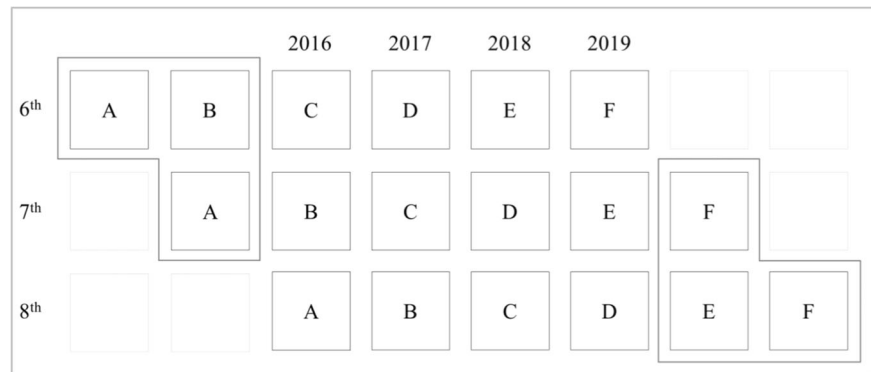 2016 2017 2018 2019
6th A B C D E F
7th A B C D E F
8th A B C D E F